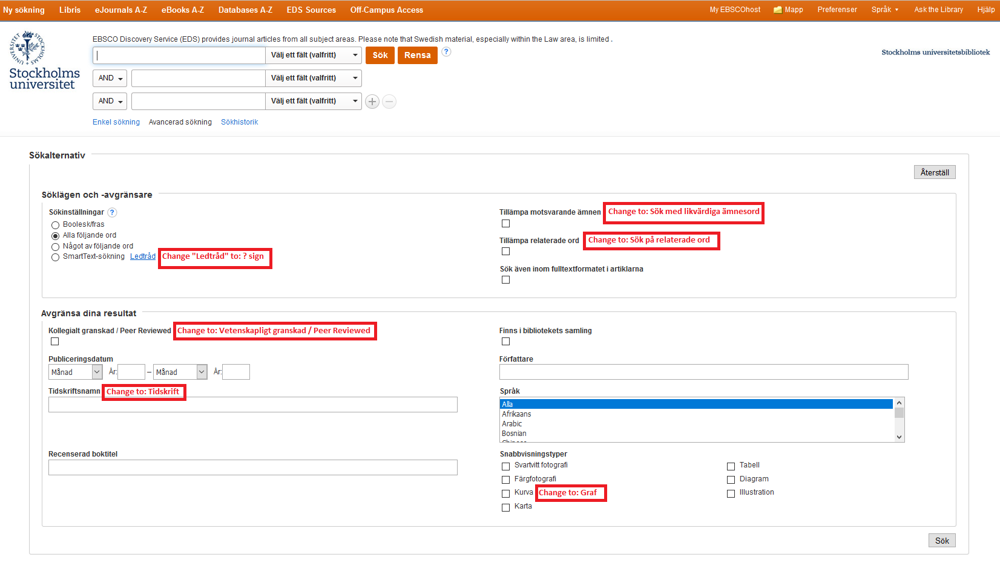 Ny sökning Libris eJournals A-Z eBooks A-Z Databases A-Z EDS Sources Off-Campus Access My EBSCOhost Mapp Preferenser Språk Ask the Library Hjälp
EBSCO Discovery Service (EDS) provides journal articles from all subject areas. Please note that Swedish material, especially within the Law area, is limited .
Välj ett fält (valfritt) Sök Rensa ?
Stockholms universitetsbibliotek
Stockholms
universitet
AND Välj ett fält (valfritt)
AND Välj ett fält (valfritt)
Enkel sökning Avancerad sökning Sökhistorik
Sökalternativ
Återställ
Söklägen och -avgränsare
Sökinställningar ?
Boolesk/fras
Alla följande ord
Något av följande ord
SmartText-sökning Ledtråd Change "Ledtråd" to: ? sign
Tillämpa motsvarande ämnen Change to: Sök med likvärdiga ämnesord
Tillämpa relaterade ord Change to: Sök på relaterade ord
Sök även inom fulltextformatet i artiklarna
Avgränsa dina resultat
Kollegialt granskad / Peer Reviewed Change to: Vetenskapligt granskad / Peer Reviewed
Publiceringsdatum
Månad År: – Månad År:
Tidskriftsnamn Change to: Tidskrift
Recenserad boktitel
Finns i bibliotekets samling
Författare
Språk
Alla
Afrikaans
Arabic
Bosnian
Chinese
Snabbvisningstyper
Svartvitt fotografi Tabell
Färgfotografi Diagram
Kurva Change to: Graf Illustration
Karta
Sök